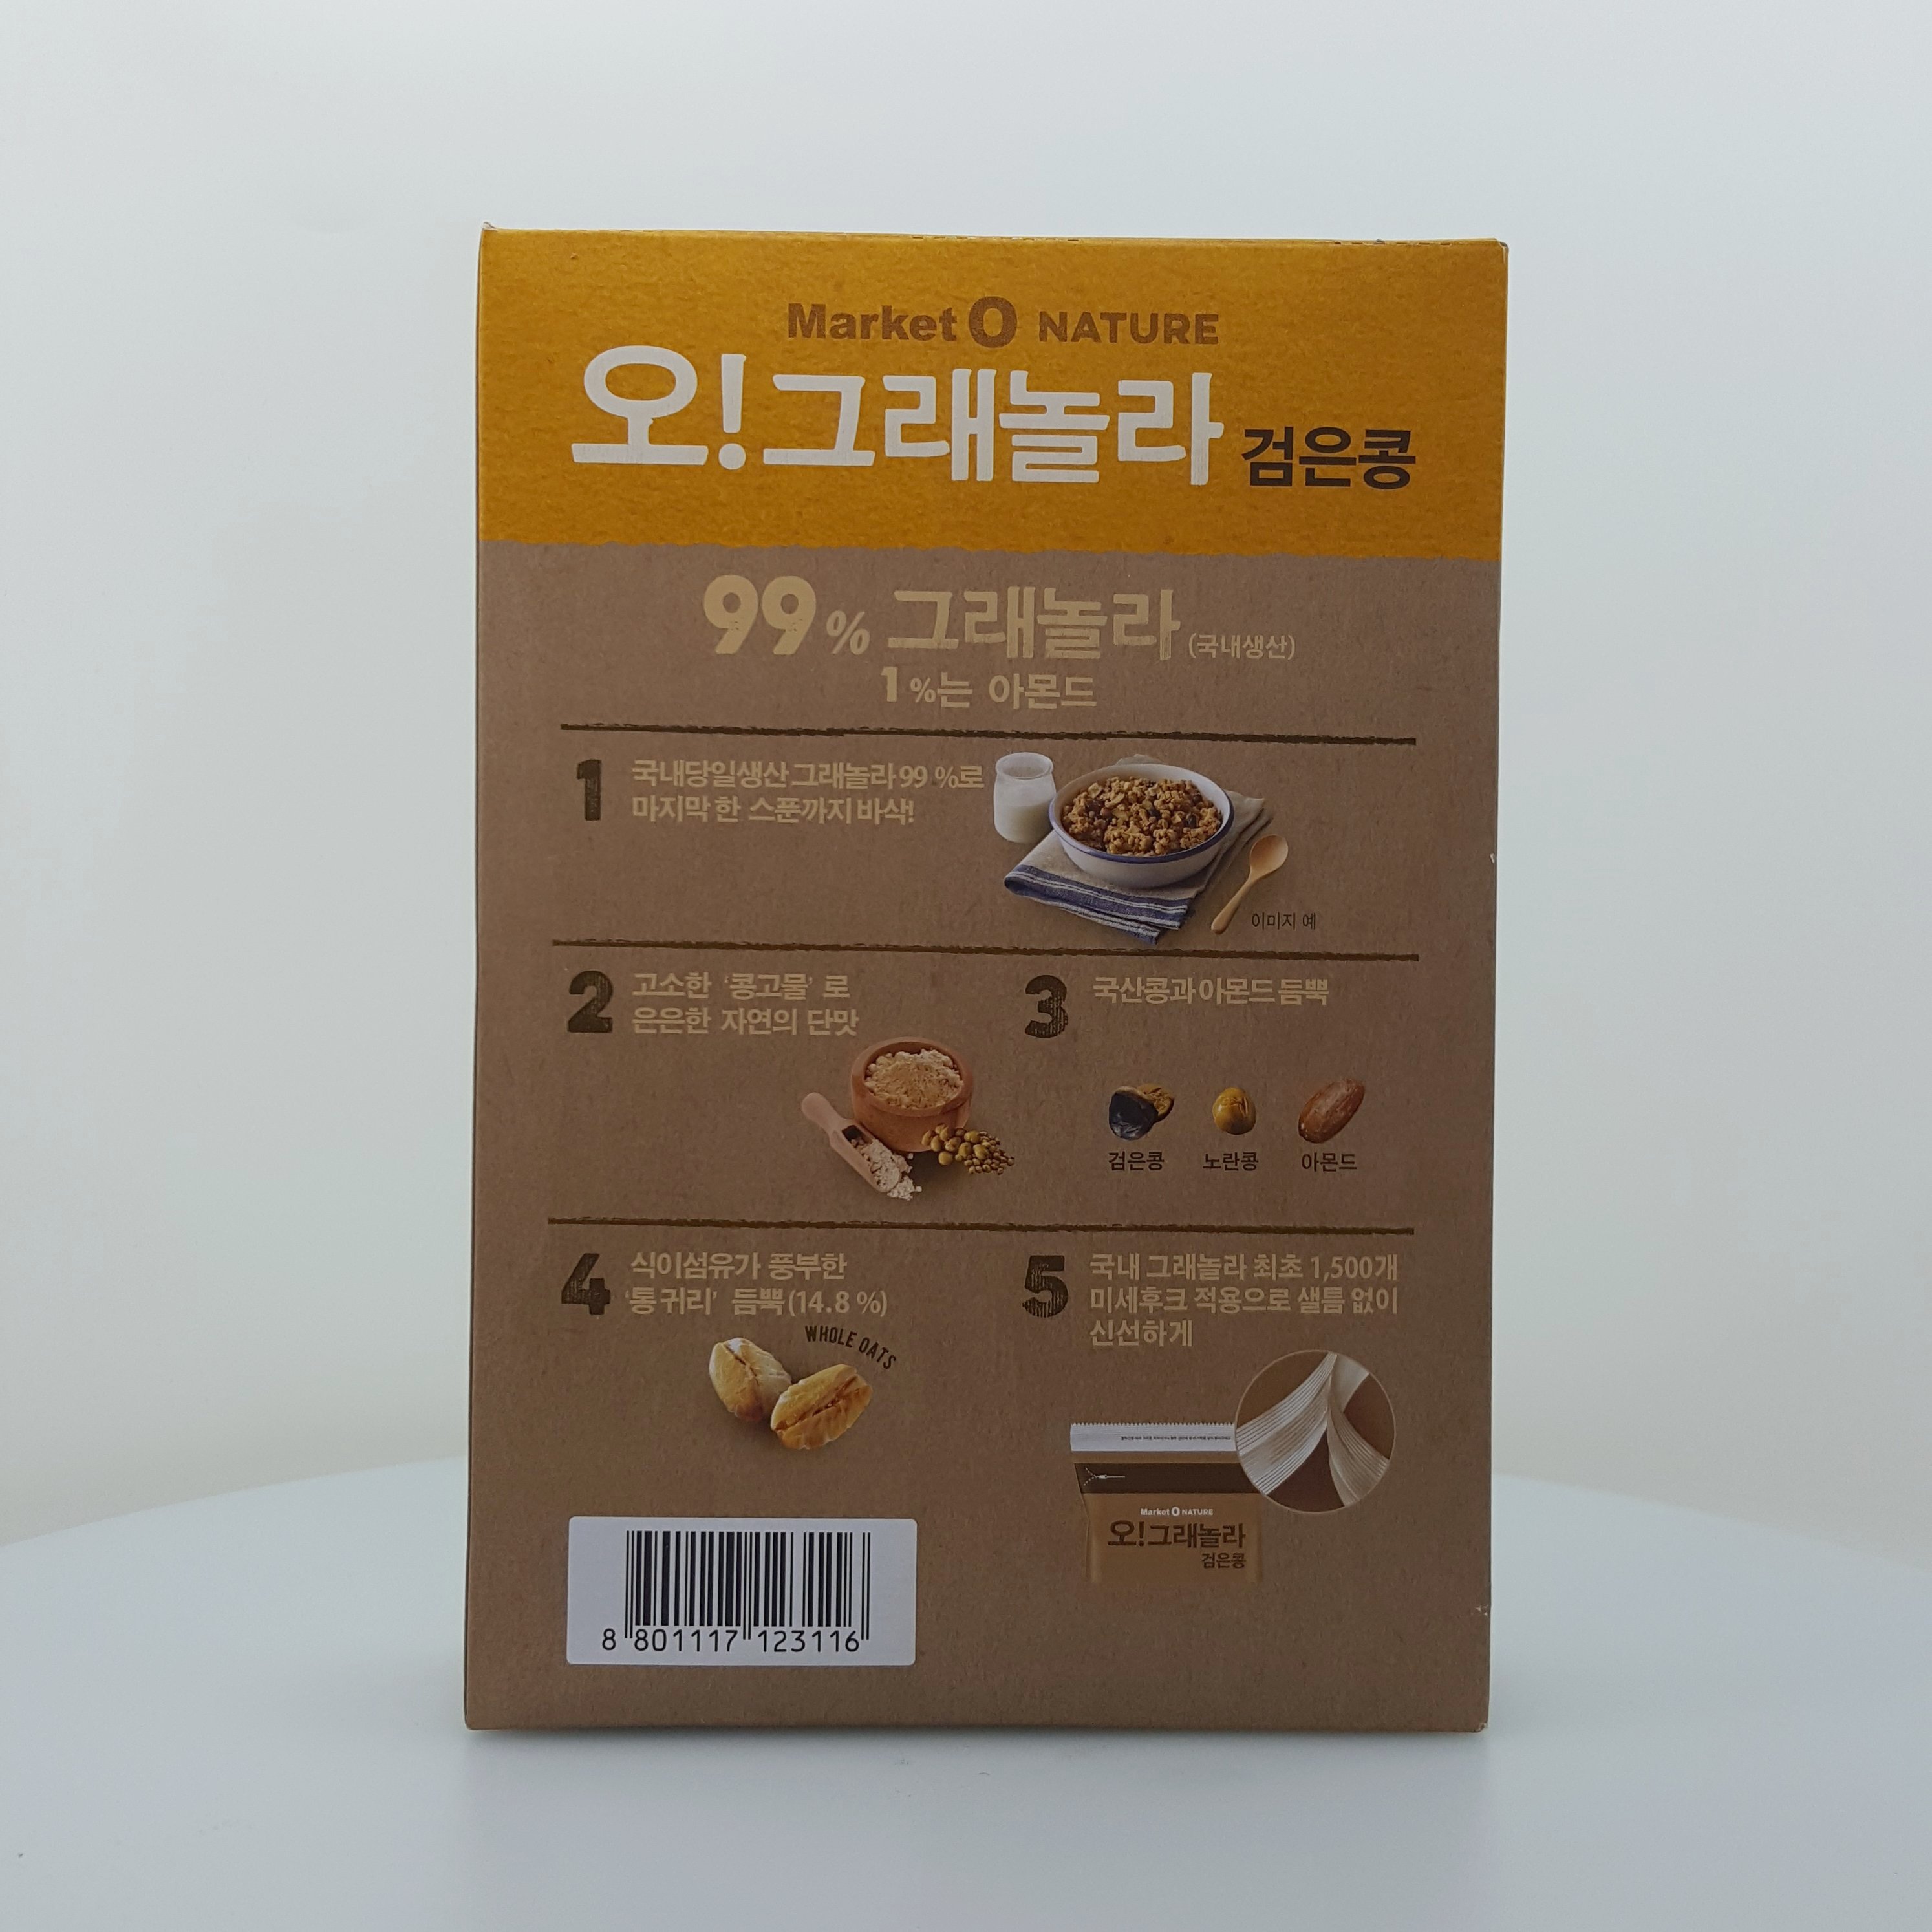 Market O NATURE
오!그래놀라 검은콩
99% 그래놀라 (국내생산)
1%는 아몬드
1 국내당일생산 그래놀라 99 %로
마지막 한 스푼까지 바삭!
이미지 예
2 고소한 '콩고물' 로
은은한 자연의 단맛
3 국산콩과 아몬드 듬뿍
검은콩 노란콩 아몬드
4 식이섬유가 풍부한
'통귀리' 듬뿍 (14.8 %)
WHOLE OATS
5 국내 그래놀라 최초 1,500개
미세후크 적용으로 샐틈 없이
신선하게
Market O NATURE
오!그래놀라
검은콩
8 801117 123116